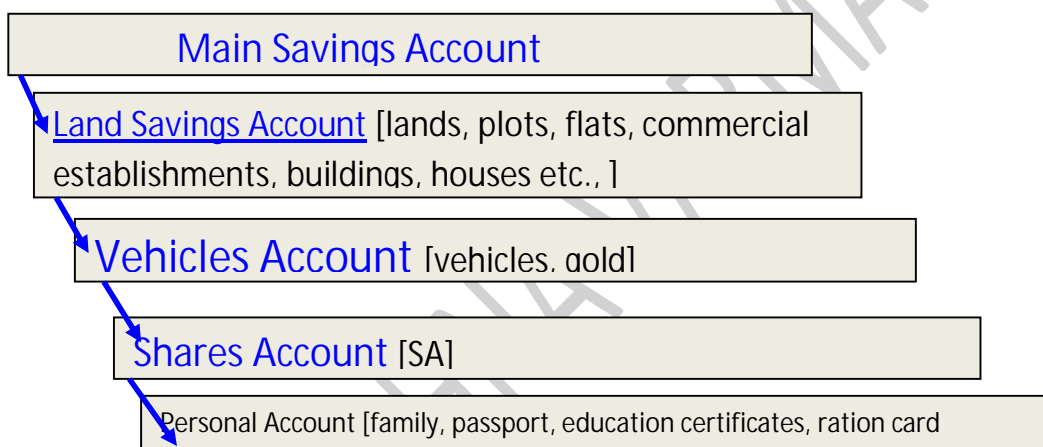 Main Savings Account
Land Savings Account [lands, plots, flats, commercial
establishments, buildings, houses etc., ]
Vehicles Account [vehicles, gold]
Shares Account [SA]
Personal Account [family, passport, education certificates, ration card